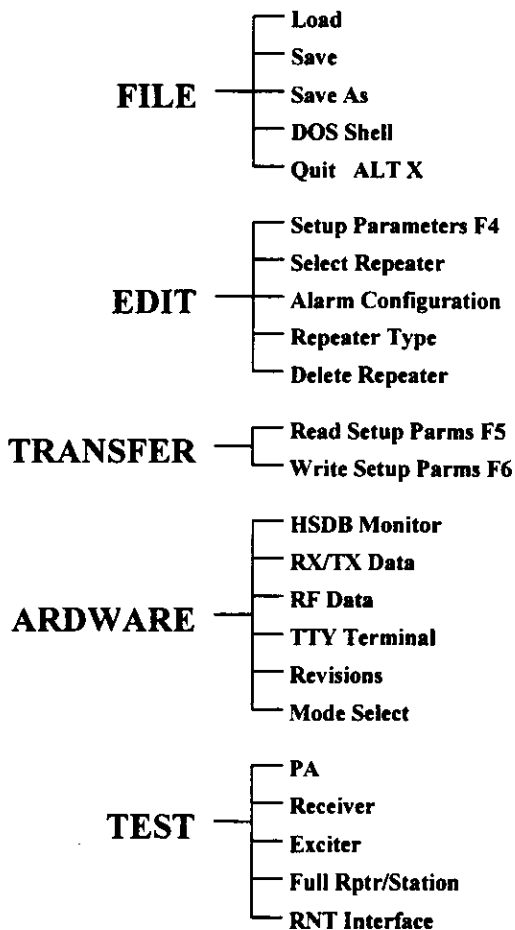 Load
Save
FILE
Save As
DOS Shell
Quit ALT X
Setup Parameters F4
Select Repeater
EDIT
Alarm Configuration
Repeater Type
Delete Repeater
TRANSFER
Read Setup Parms F5
Write Setup Parms F6
HSDB Monitor
RX/TX Data
RF Data
ARDWARE
TTY Terminal
Revisions
Mode Select
PA
Receiver
TEST
Exciter
Full Rptr/Station
RNT Interface